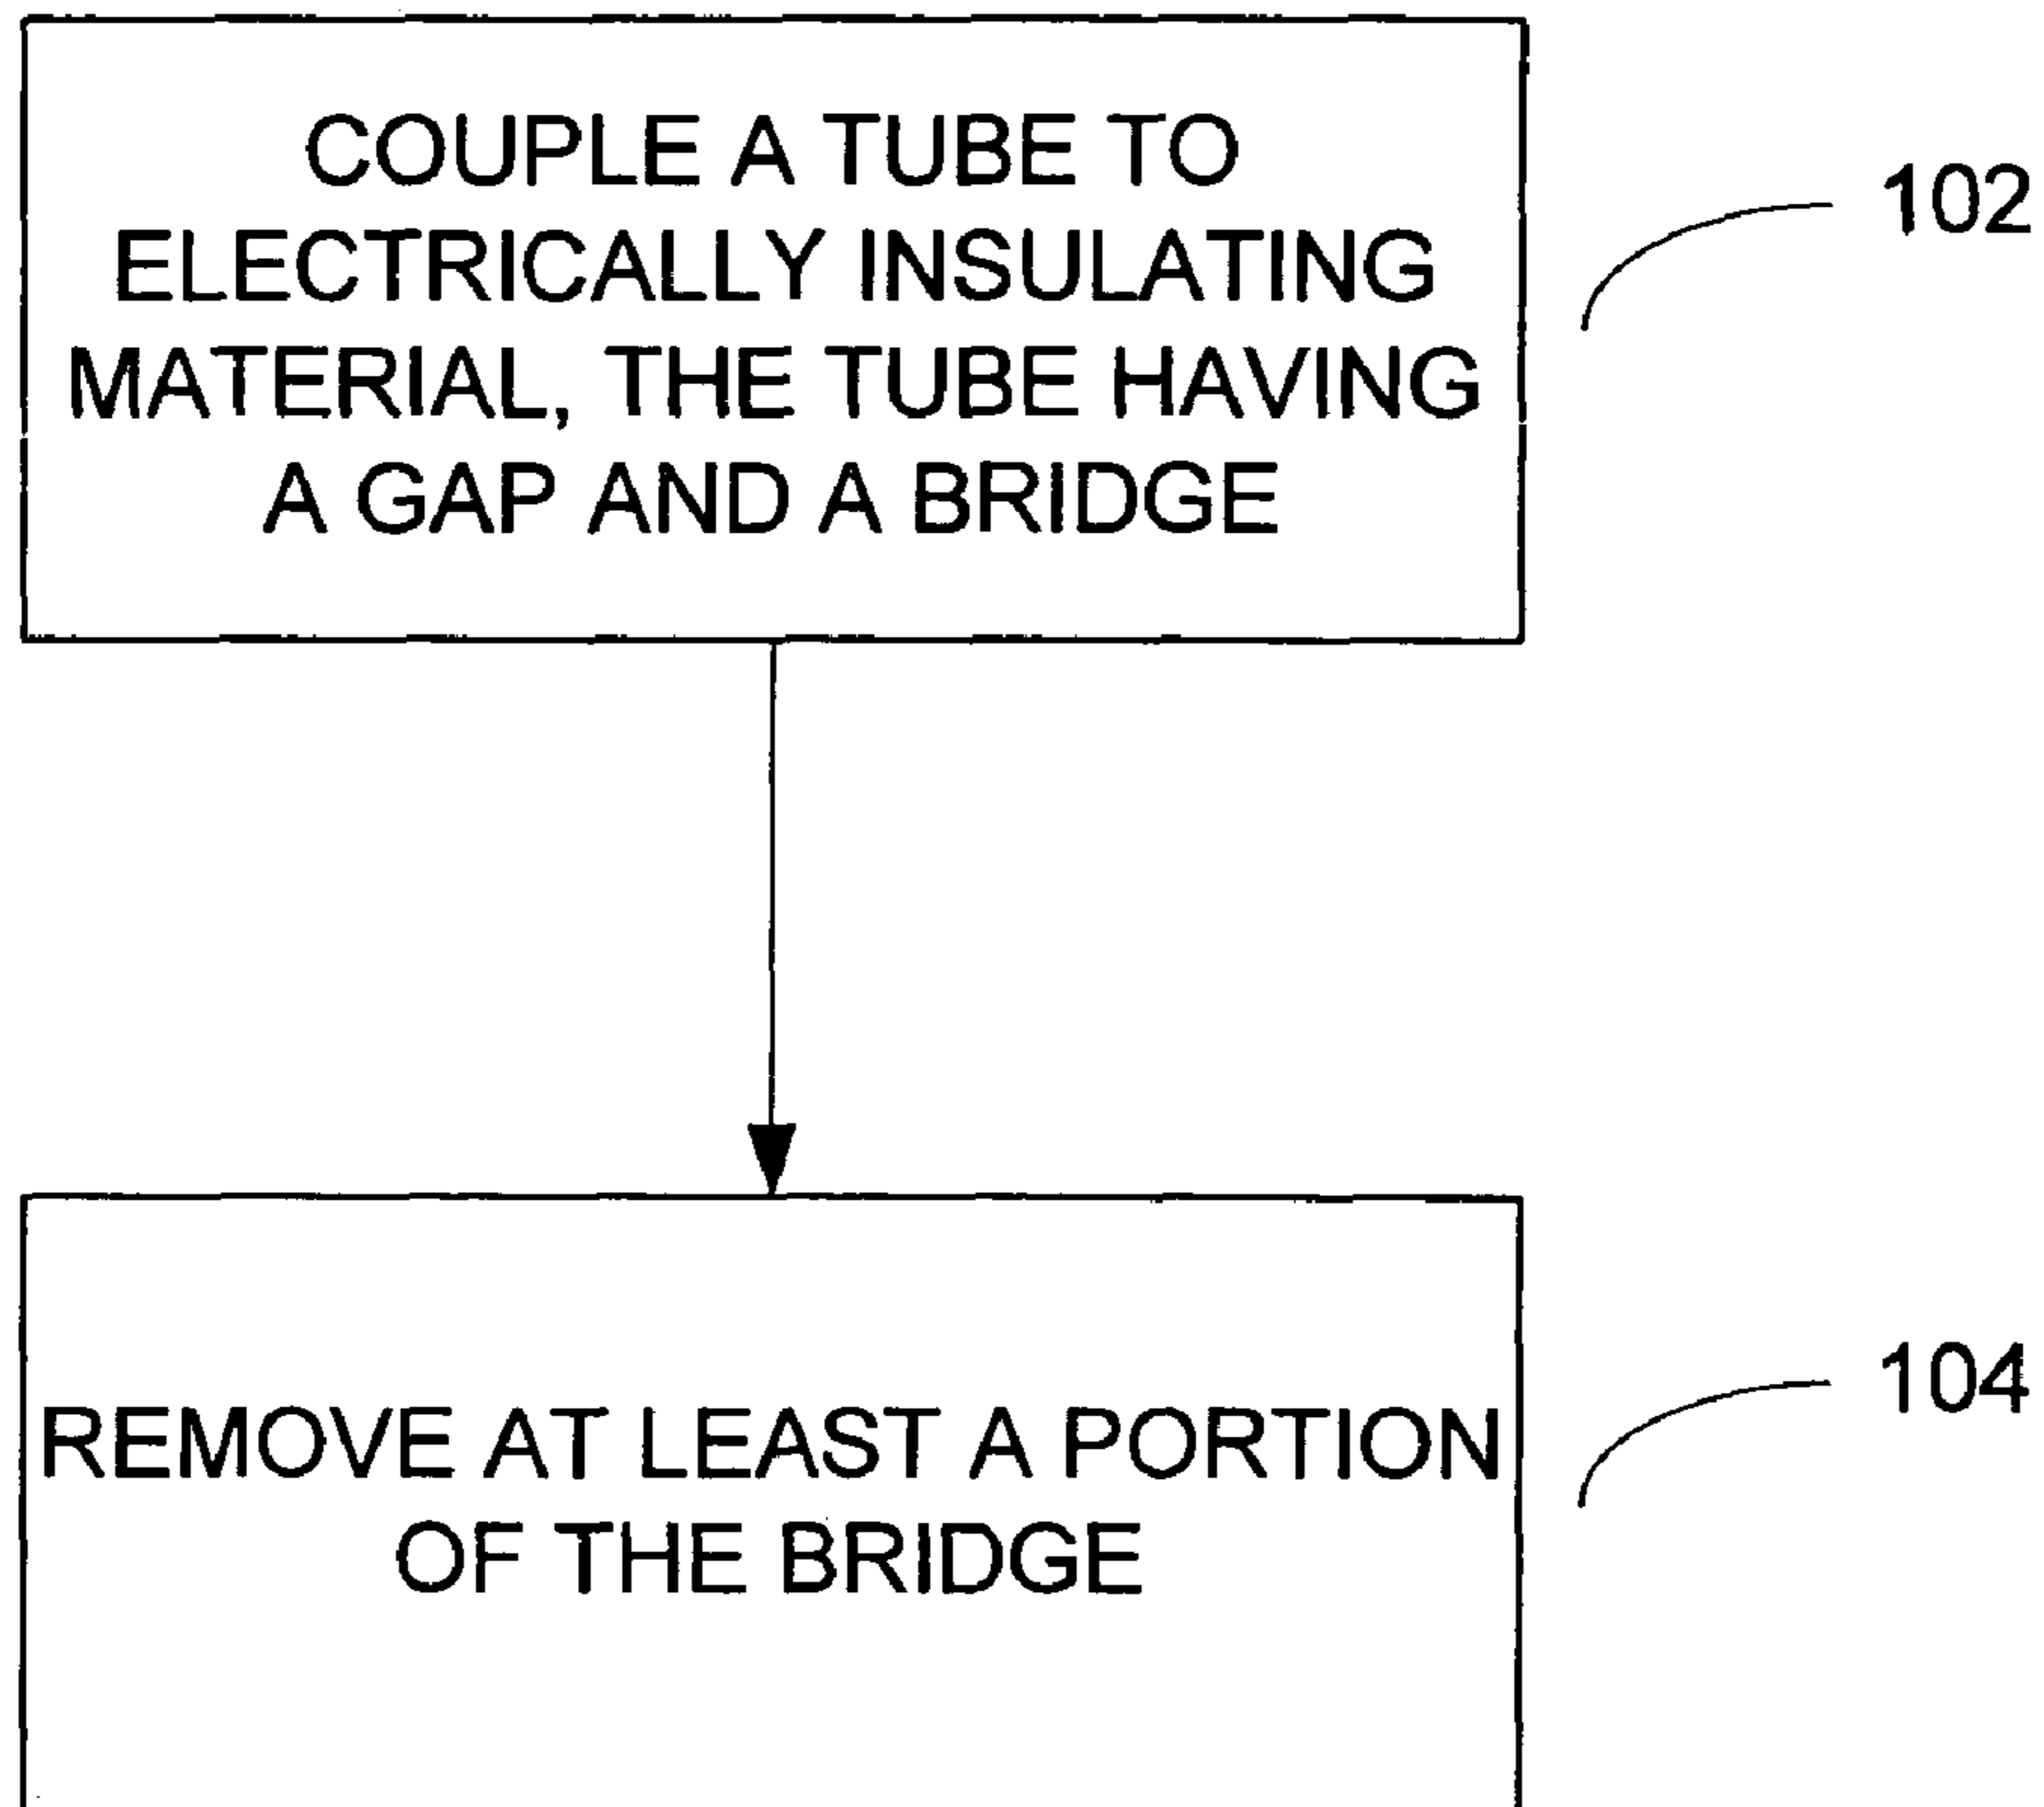 COUPLE A TUBE TO
ELECTRICALLY INSULATING
MATERIAL, THE TUBE HAVING
A GAP AND A BRIDGE
102
REMOVE AT LEAST A PORTION
OF THE BRIDGE
104